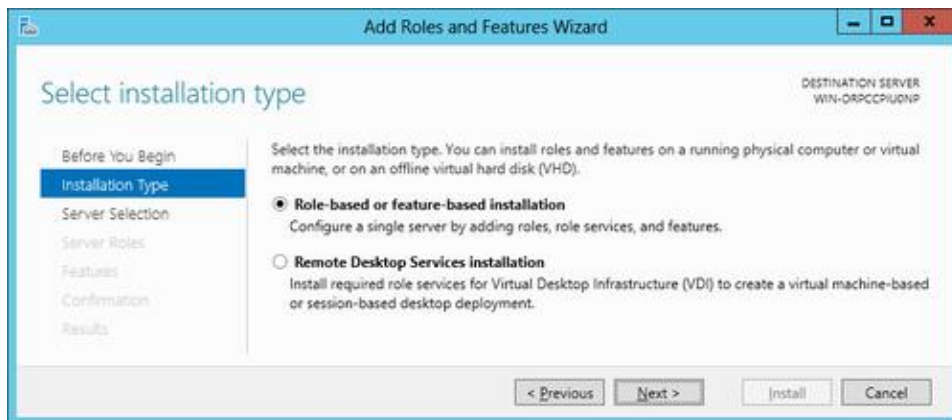 Add Roles and Features Wizard
Select installation type
DESTINATION SERVER
WIN-ORPCCPIU0NP
Before You Begin
Installation Type
Server Selection
Server Roles
Features
Confirmation
Results
Select the installation type. You can install roles and features on a running physical computer or virtual
machine, or on an offline virtual hard disk (VHD).
Role-based or feature-based installation
Configure a single server by adding roles, role services, and features.
Remote Desktop Services installation
Install required role services for Virtual Desktop Infrastructure (VDI) to create a virtual machine-based
or session-based desktop deployment.
< Previous
Next >
Install
Cancel